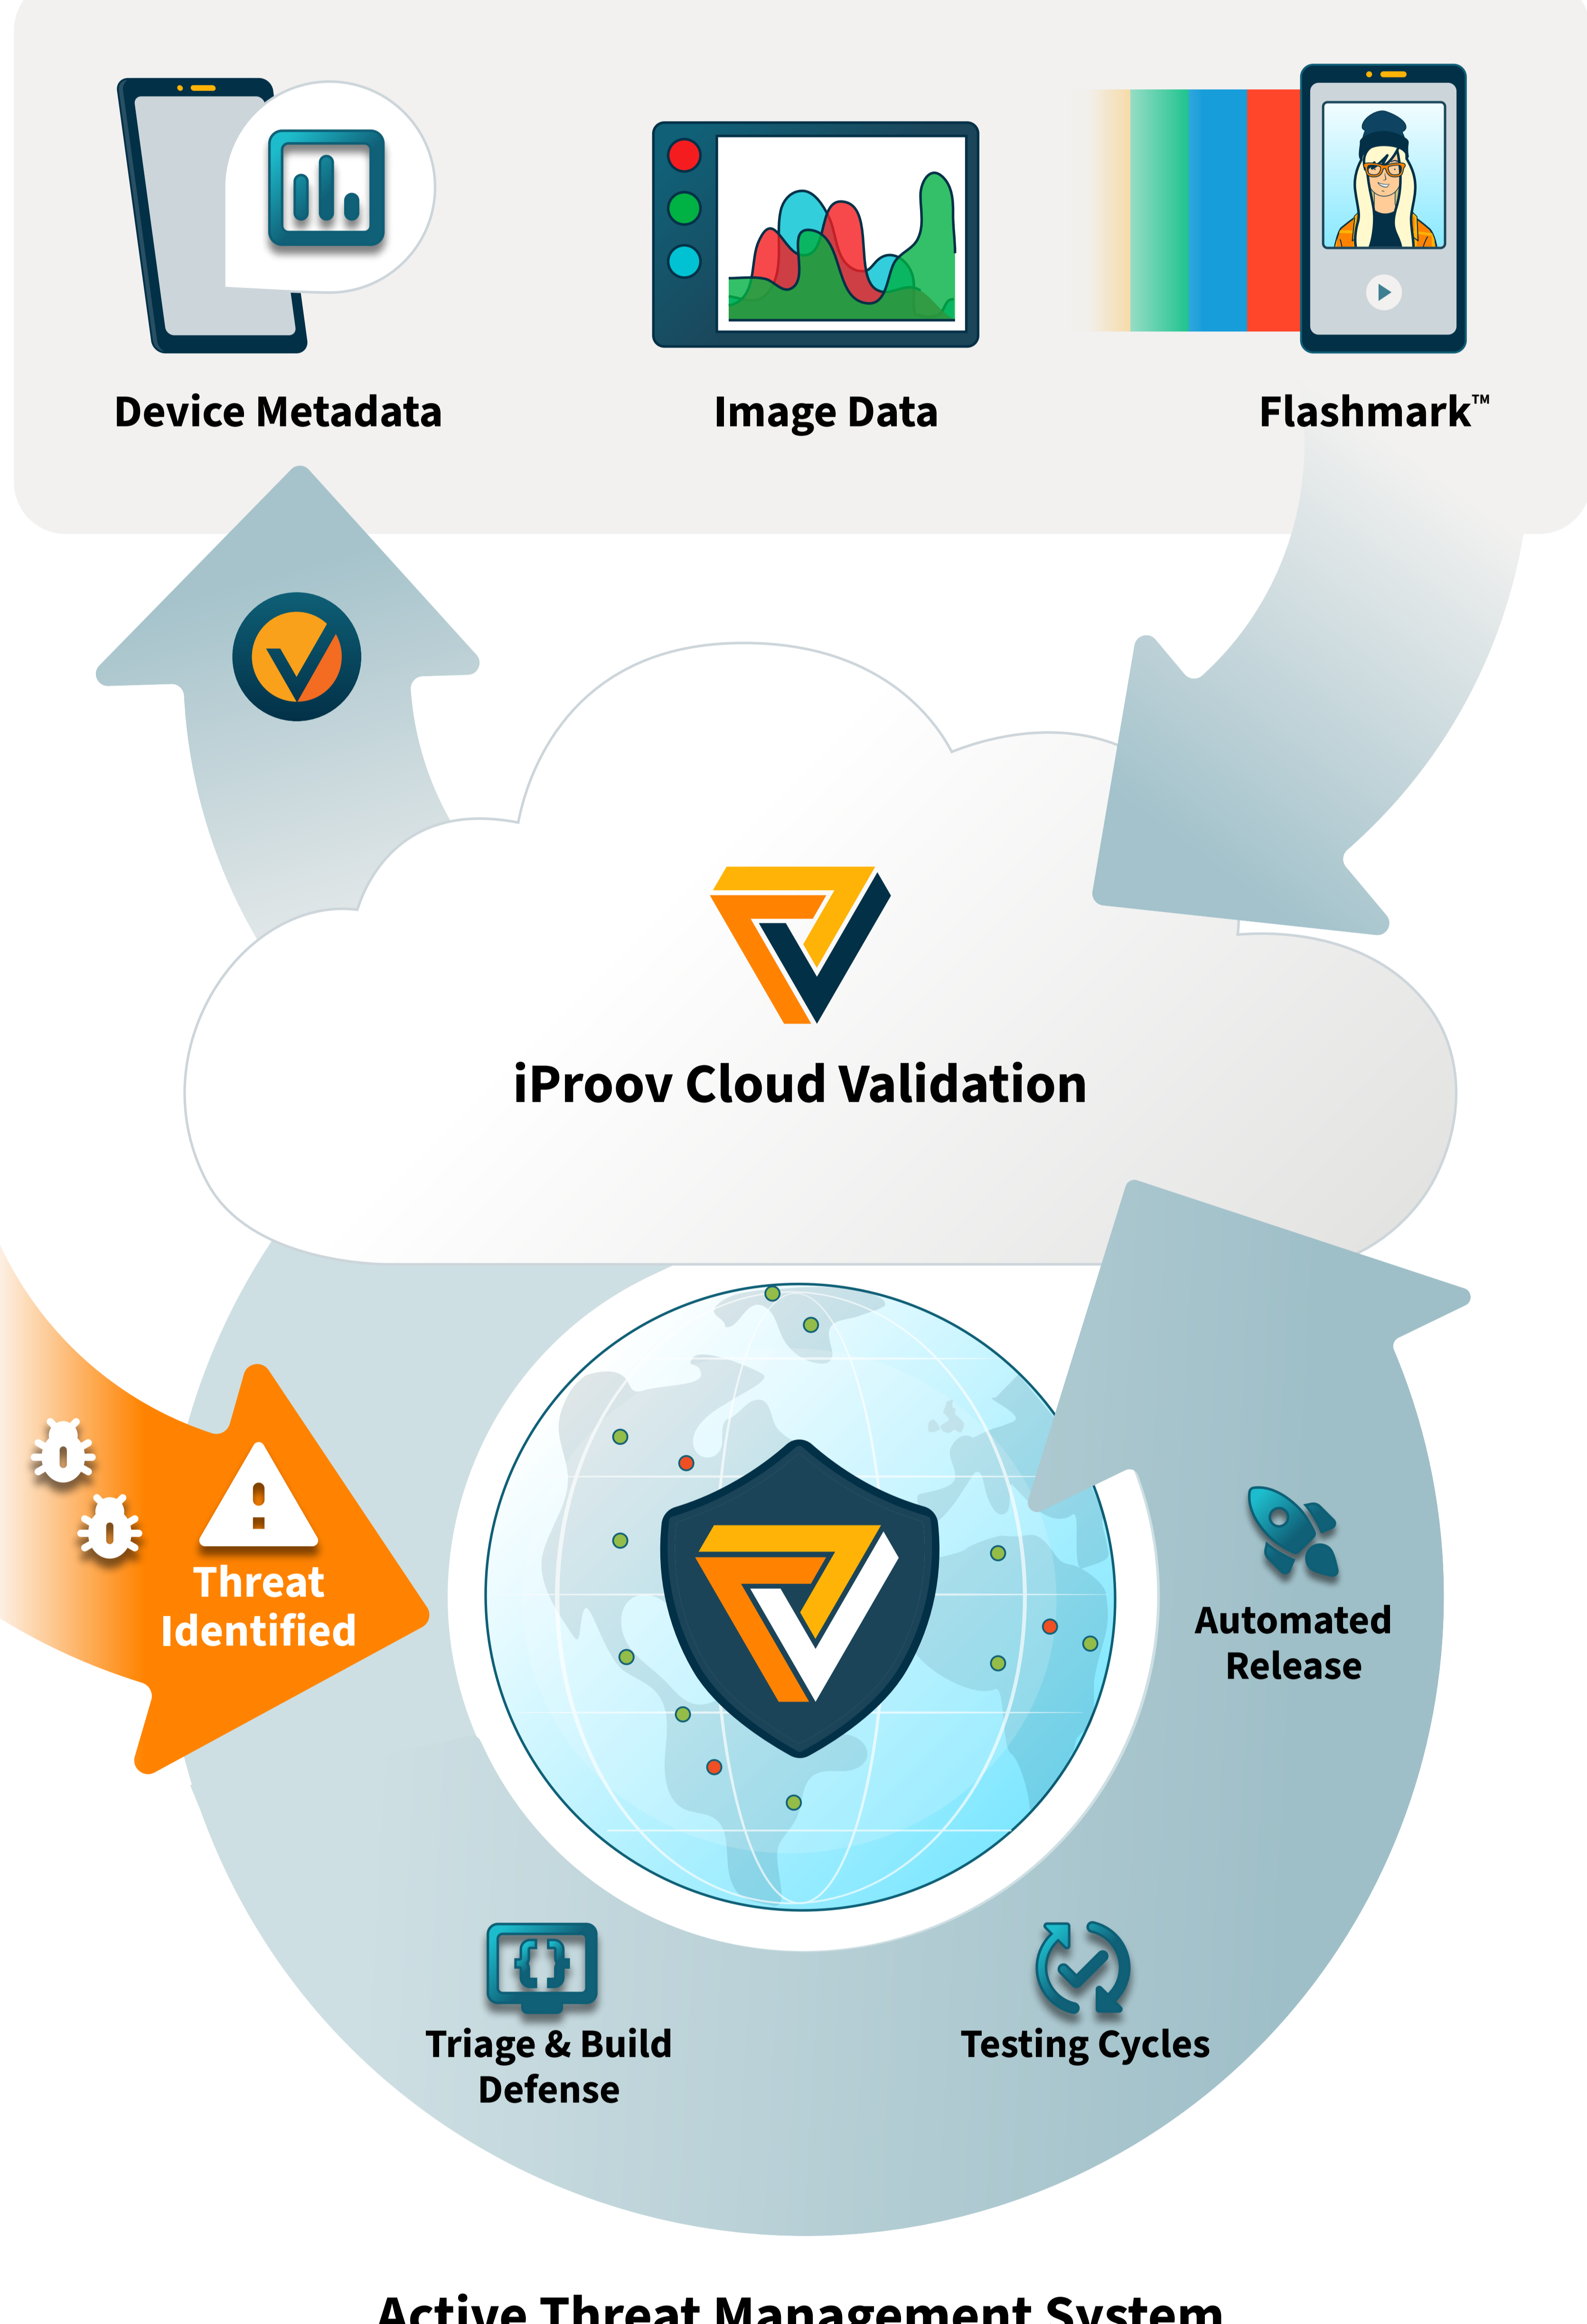 Device Metadata
Image Data
Flashmark™
iProov Cloud Validation
Threat
Identified
Automated
Release
Triage & Build
Defense
Testing Cycles
Active Threat Management System